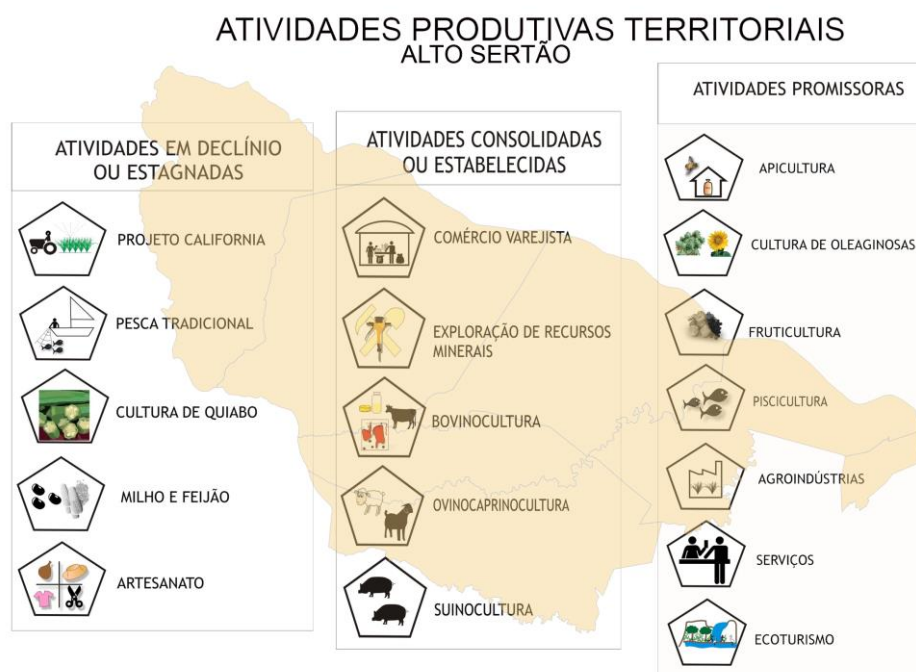 ATIVIDADES PRODUTIVAS TERRITORIAIS
ALTO SERTÃO
ATIVIDADES EM DECLÍNIO
OU ESTAGNADAS
PROJETO CALIFORNIA
PESCA TRADICIONAL
CULTURA DE QUIABO
MILHO E FEIJÃO
ARTESANATO
ATIVIDADES CONSOLIDADAS
OU ESTABELECIDAS
COMÉRCIO VAREJISTA
EXPLORAÇÃO DE RECURSOS
MINERAIS
BOVINOCULTURA
OVINOCAPRINOCULTURA
SUINOCULTURA
ATIVIDADES PROMISSORAS
APICULTURA
CULTURA DE OLEAGINOSAS
FRUTICULTURA
PISCICULTURA
AGROINDÚSTRIAS
SERVIÇOS
ECOTURISMO